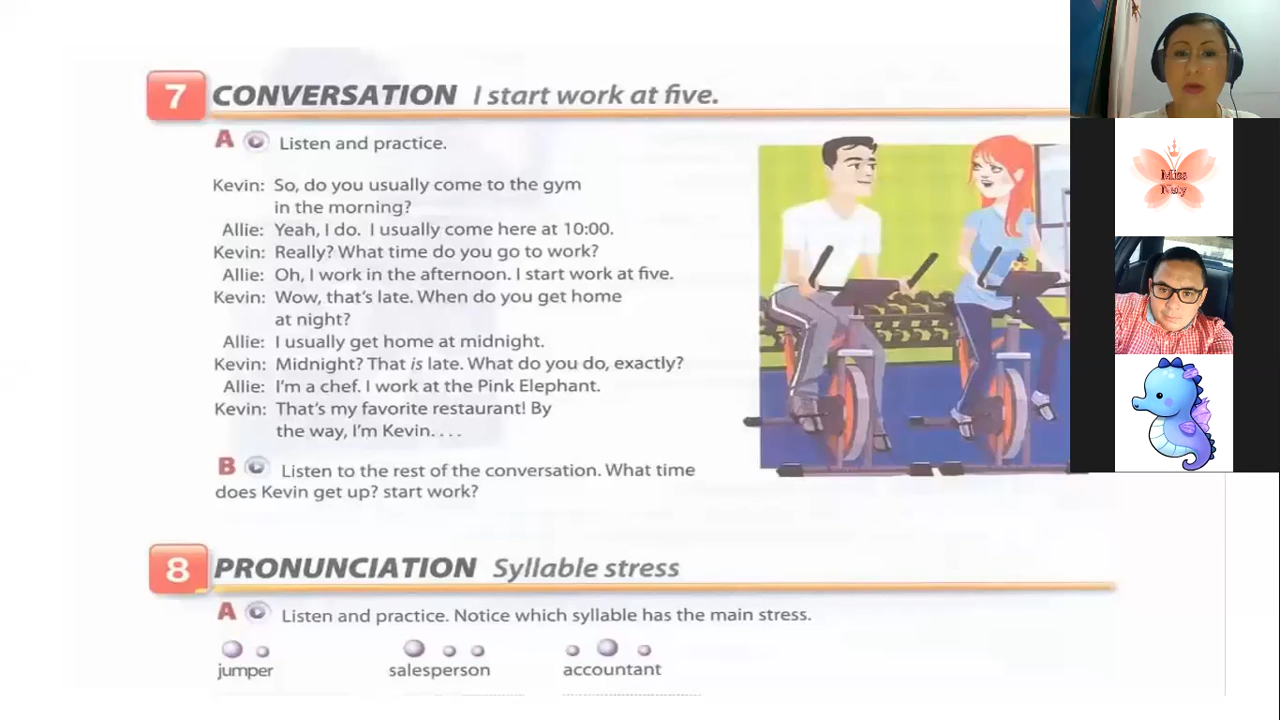 7 CONVERSATION I start work at five.
A Listen and practice.
Kevin: So, do you usually come to the gym
in the morning?
Allie: Yeah, I do. I usually come here at 10:00.
Kevin: Really? What time do you go to work?
Allie: Oh, I work in the afternoon. I start work at five.
Kevin: Wow, that's late. When do you get home
at night?
Allie: I usually get home at midnight.
Kevin: Midnight? That is late. What do you do, exactly?
Allie: I'm a chef. I work at the Pink Elephant.
Kevin: That's my favorite restaurant! By
the way, I'm Kevin. . . .
B Listen to the rest of the conversation. What time
does Kevin get up? start work?
8 PRONUNCIATION Syllable stress
A Listen and practice. Notice which syllable has the main stress.
jumper salesperson accountant
Miss
Naty